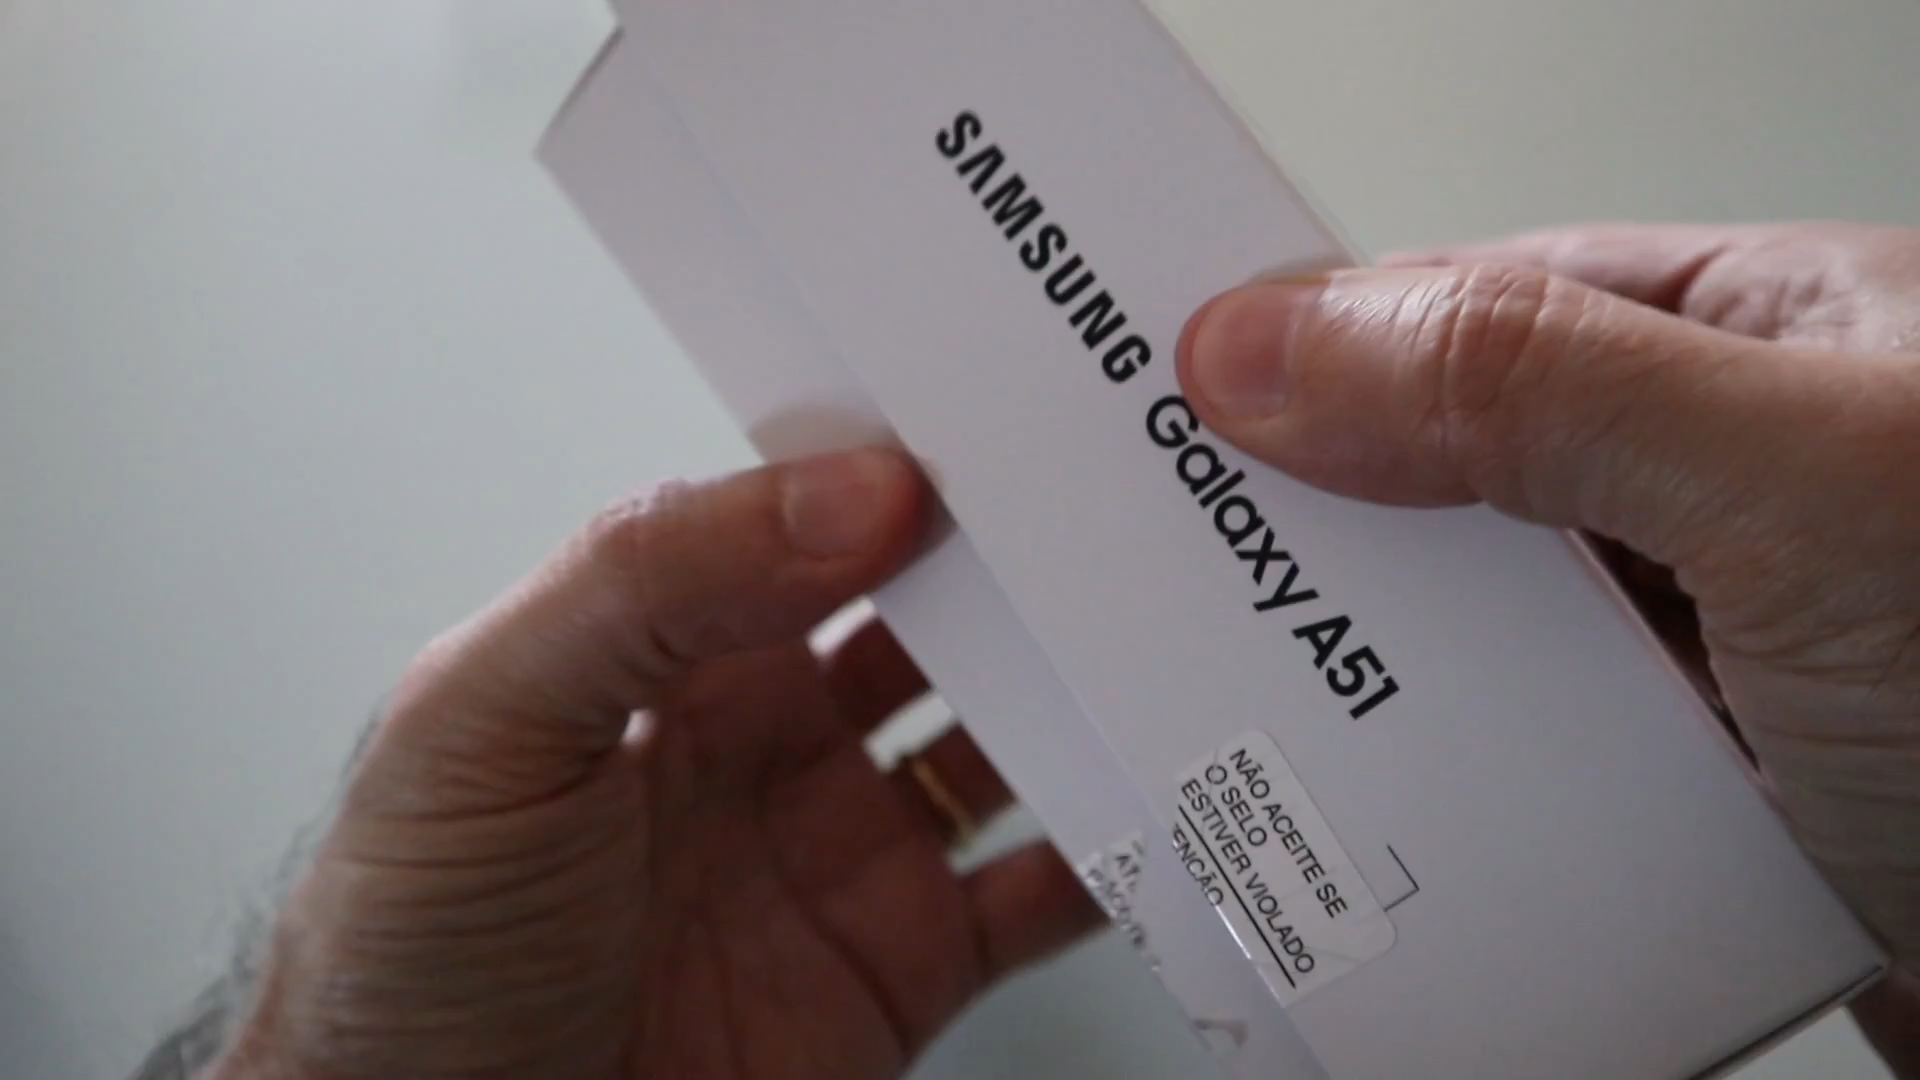 SAMSUNG Galaxy A51
NÃO ACEITE SE
O SELO
ESTIVER VIOLADO